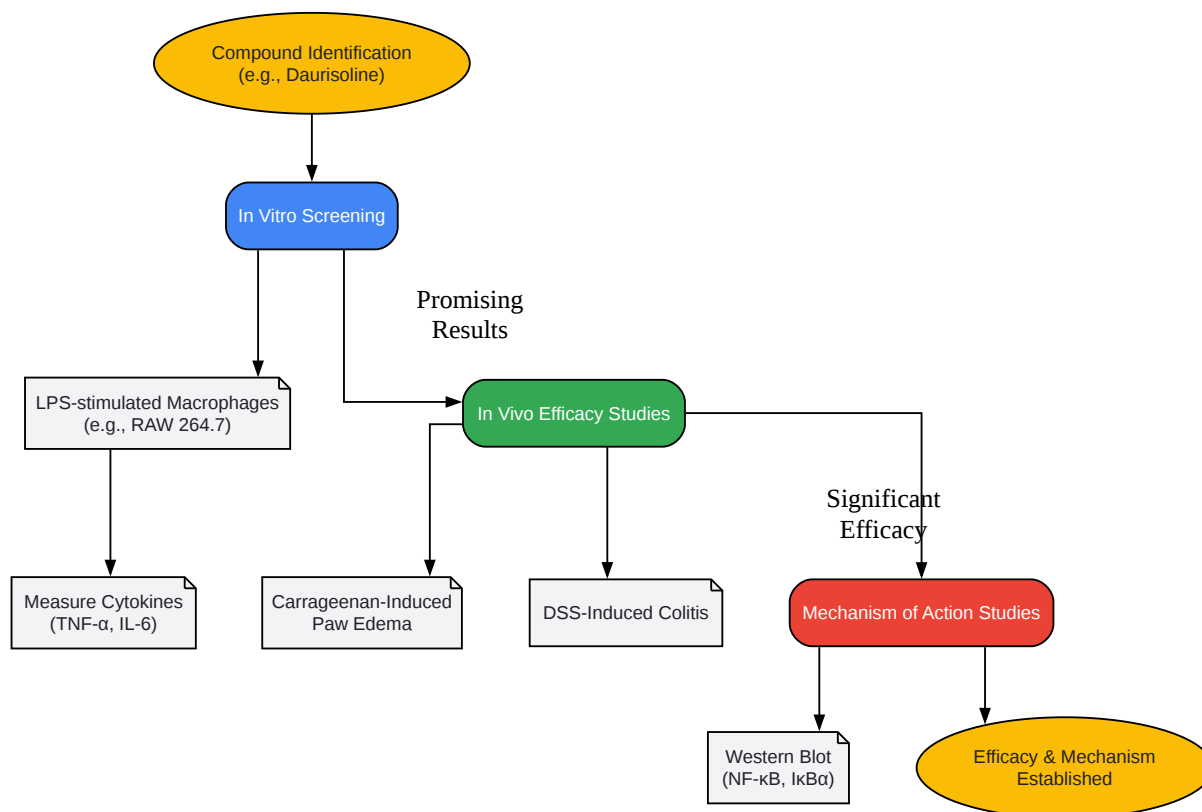 Compound Identification
(e.g., Daurisoline)
In Vitro Screening
Promising
Results
LPS-stimulated Macrophages
(e.g., RAW 264.7)
In Vivo Efficacy Studies
Significant
Efficacy
Measure Cytokines
(TNF-α, IL-6)
Carrageenan-Induced
Paw Edema
DSS-Induced Colitis
Mechanism of Action Studies
Western Blot
(NF-κB, IκBα)
Efficacy & Mechanism
Established